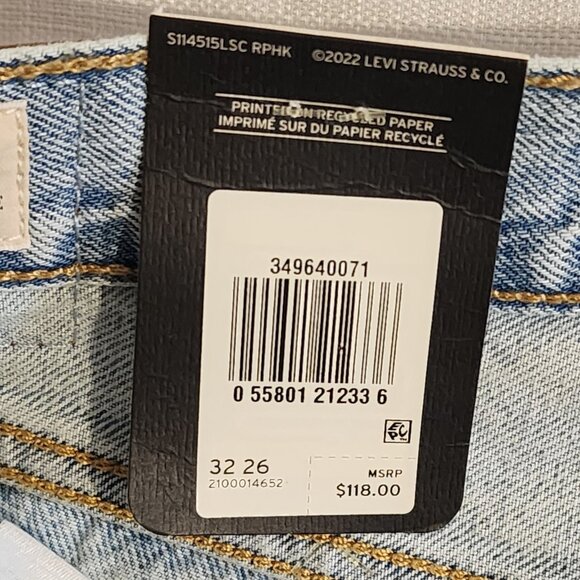 S114515LSC RPHK ©2022 LEVI STRAUSS & CO.
PRINTED ON RECYCLED PAPER
IMPRIMÉ SUR DU PAPIER RECYCLÉ
349640071
0 55801 21233 6
32 26
2100014652
MSRP
$118.00
E